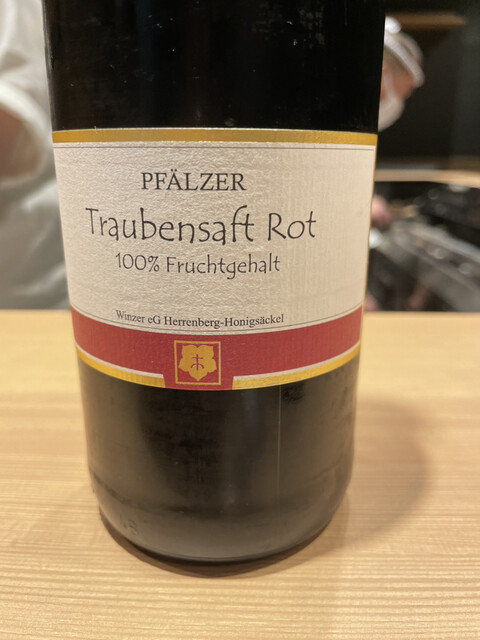 PFÄLZER
Traubensaft Rot
100% Fruchtgehalt
Winzer eG Herrenberg-Honigsäckel